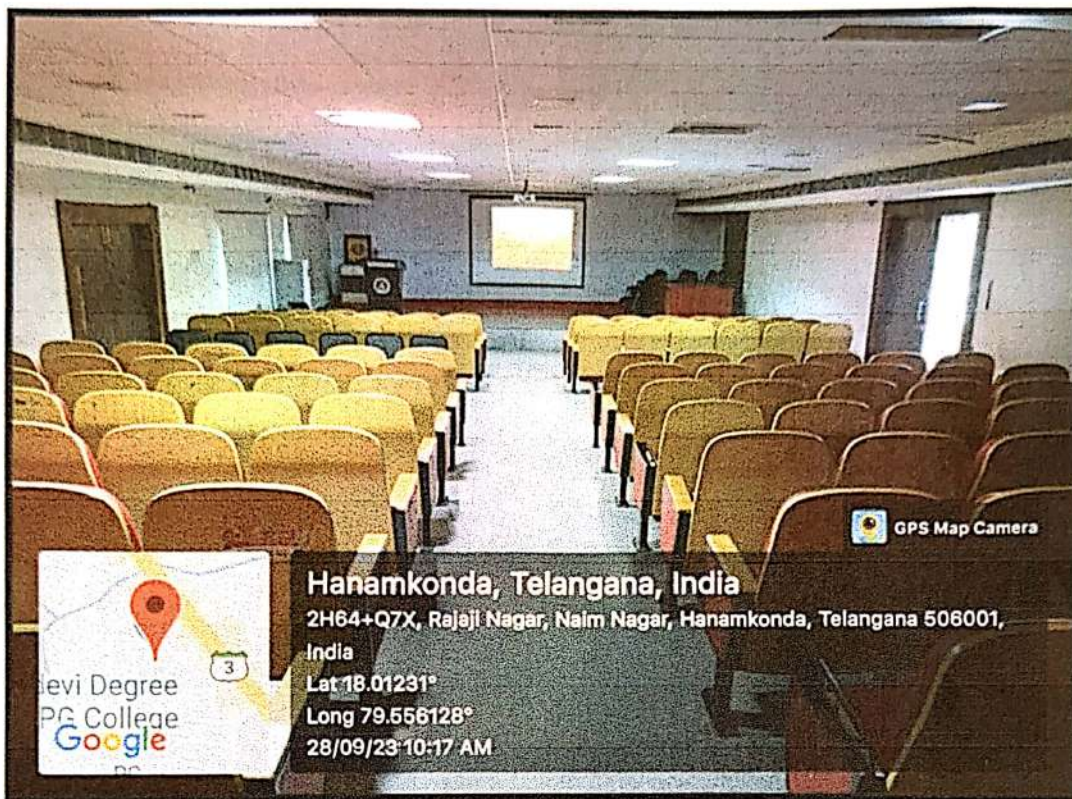 GPS Map Camera
Hanamkonda, Telangana, India
2H64+Q7X, Rajaji Nagar, Naim Nagar, Hanamkonda, Telangana 506001,
India
Lat 18.01231°
Long 79.556128°
28/09/23 10:17 AM
3
devi Degree
PG College
Google